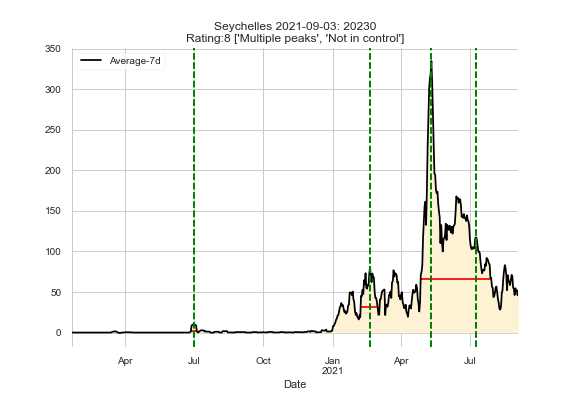 Seychelles 2021-09-03: 20230
Rating:8 ['Multiple peaks', 'Not in control']
350
300
250
200
150
100
50
0
Average-7d
Apr
Jul
Oct
Jan
2021
Apr
Jul
Date